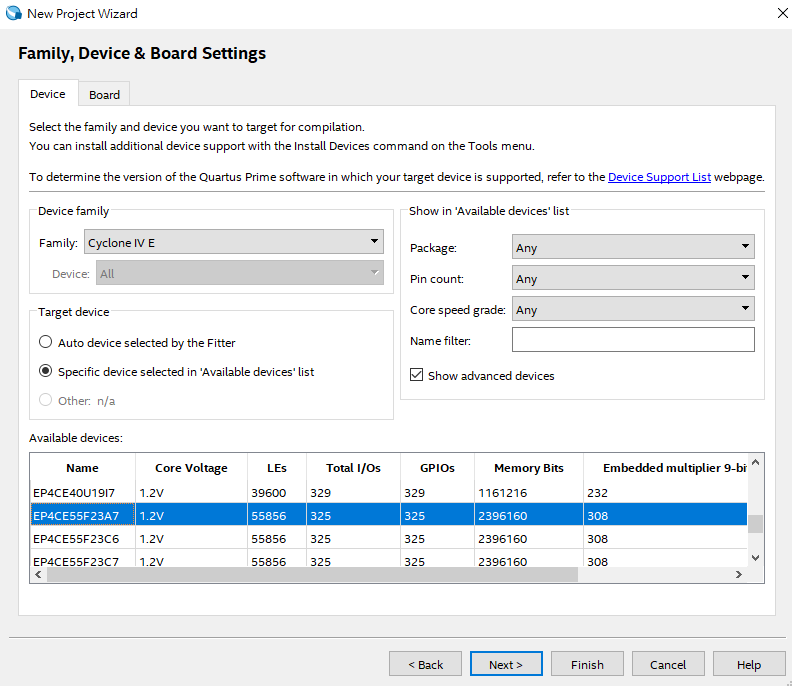 New Project Wizard
Family, Device & Board Settings
Device Board
Select the family and device you want to target for compilation.
You can install additional device support with the Install Devices command on the Tools menu.
To determine the version of the Quartus Prime software in which your target device is supported, refer to the Device Support List webpage.
Device family
Family: Cyclone IV E
Device: All
Target device
Auto device selected by the Fitter
Specific device selected in 'Available devices' list
Other: n/a
Show in 'Available devices' list
Package: Any
Pin count: Any
Core speed grade: Any
Name filter:
Show advanced devices
Available devices:
Name Core Voltage LEs Total I/Os GPIOs Memory Bits Embedded multiplier 9-bit
EP4CE40U19I7 1.2V 39600 329 329 1161216 232
EP4CE55F23A7 1.2V 55856 325 325 2396160 308
EP4CE55F23C6 1.2V 55856 325 325 2396160 308
EP4CE55F23C7 1.2V 55856 325 325 2396160 308
< Back Next > Finish Cancel Help